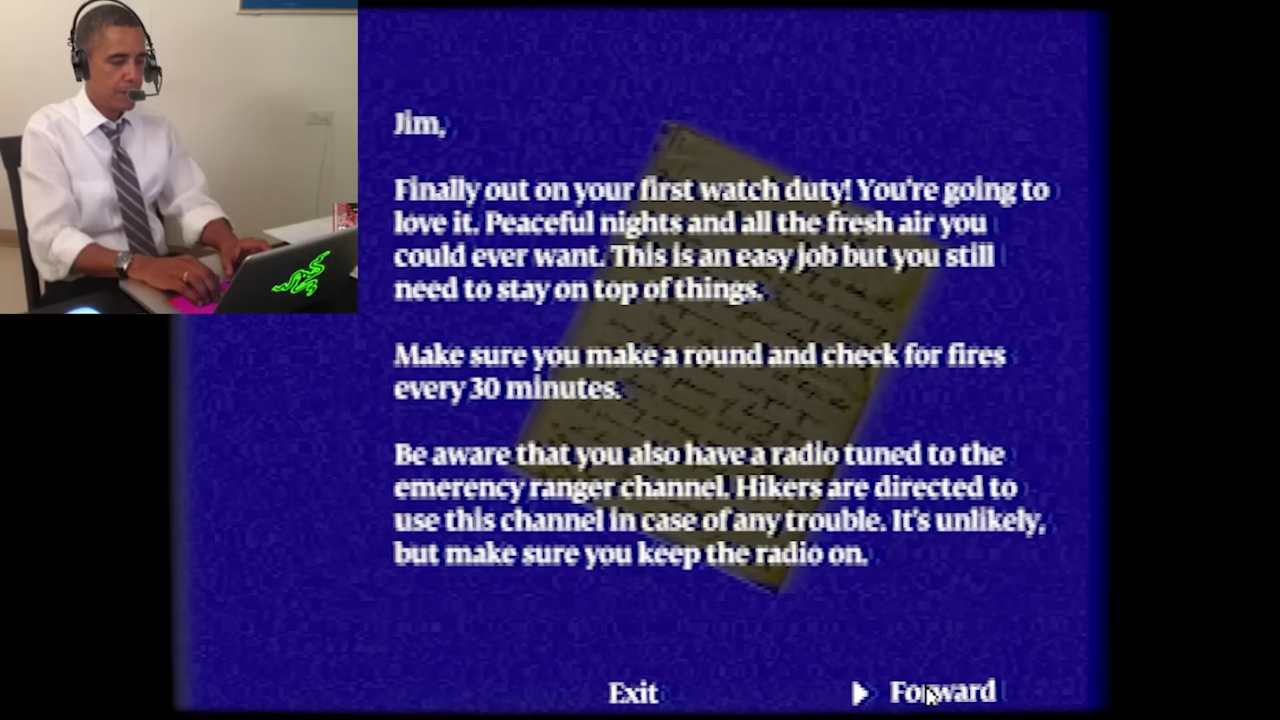 Jim,
Finally out on your first watch duty! You're going to
love it. Peaceful nights and all the fresh air you
could ever want. This is an easy job but you still
need to stay on top of things.
Make sure you make a round and check for fires
every 30 minutes.
Be aware that you also have a radio tuned to the
emerency ranger channel. Hikers are directed to
use this channel in case of any trouble. It's unlikely,
but make sure you keep the radio on.
Exit
Forward